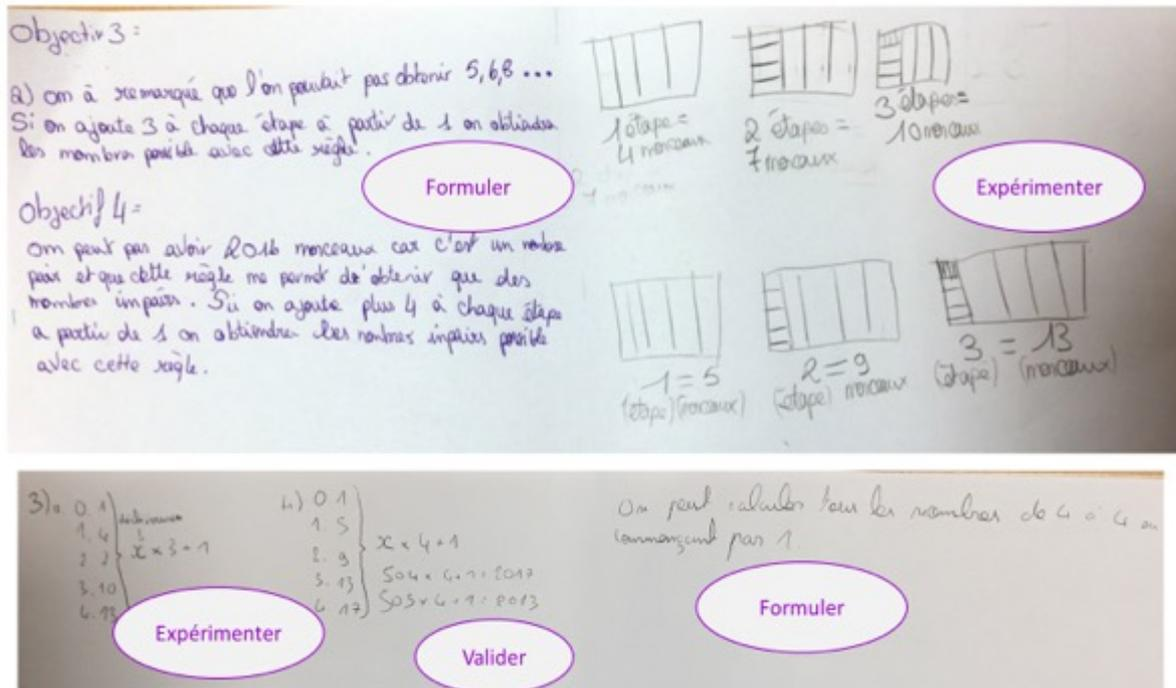 Objectiv 3 =
a) on à remarqué que l'on pouvait pas obtenir 5,6,8 ...
Si on ajoute 3 à chaque étape à partir de 1 on obtiendra
les nombres possible avec cette règle.
Formuler
Objectif 4 =
on peut pas avoir 2016 morceaux car c'est un nombre
pair et que cette règle ne permet d'obtenir que des
nombres impairs. Si on ajoute plus 4 à chaque étape
a partir de 1 on obtiendra les nombres impairs possible
avec cette règle.
1 étape =
4 morceaux
2 étapes =
7 morceaux
3 étapes =
10 morceaux
Expérimenter
1 = 5
(étape) (morceaux)
2 = 9
(étape) morceaux
3 = 13
(étape) (morceaux)
3)a 0. 1
1. 4
2 7
3. 10
4. 13
x × 3 + 1
Expérimenter
4) 0 1
1. 5
2. 9
3. 13
4. 17
x × 4 + 1
504 × 4 + 1 = 2017
503 × 4 + 1 = 2013
Valider
On peut calculer tous les nombres de 4 à 4 en
commençant par 1.
Formuler